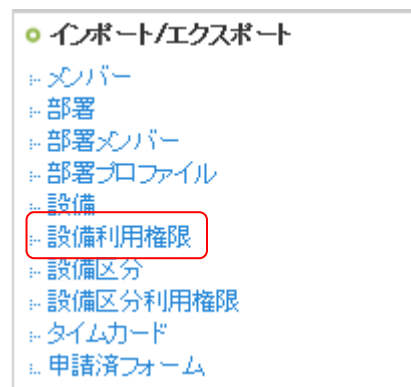 インポート/エクスポート
メンバー
部署
部署メンバー
部署プロファイル
設備
設備利用権限
設備区分
設備区分利用権限
タイムカード
申請済フォーム